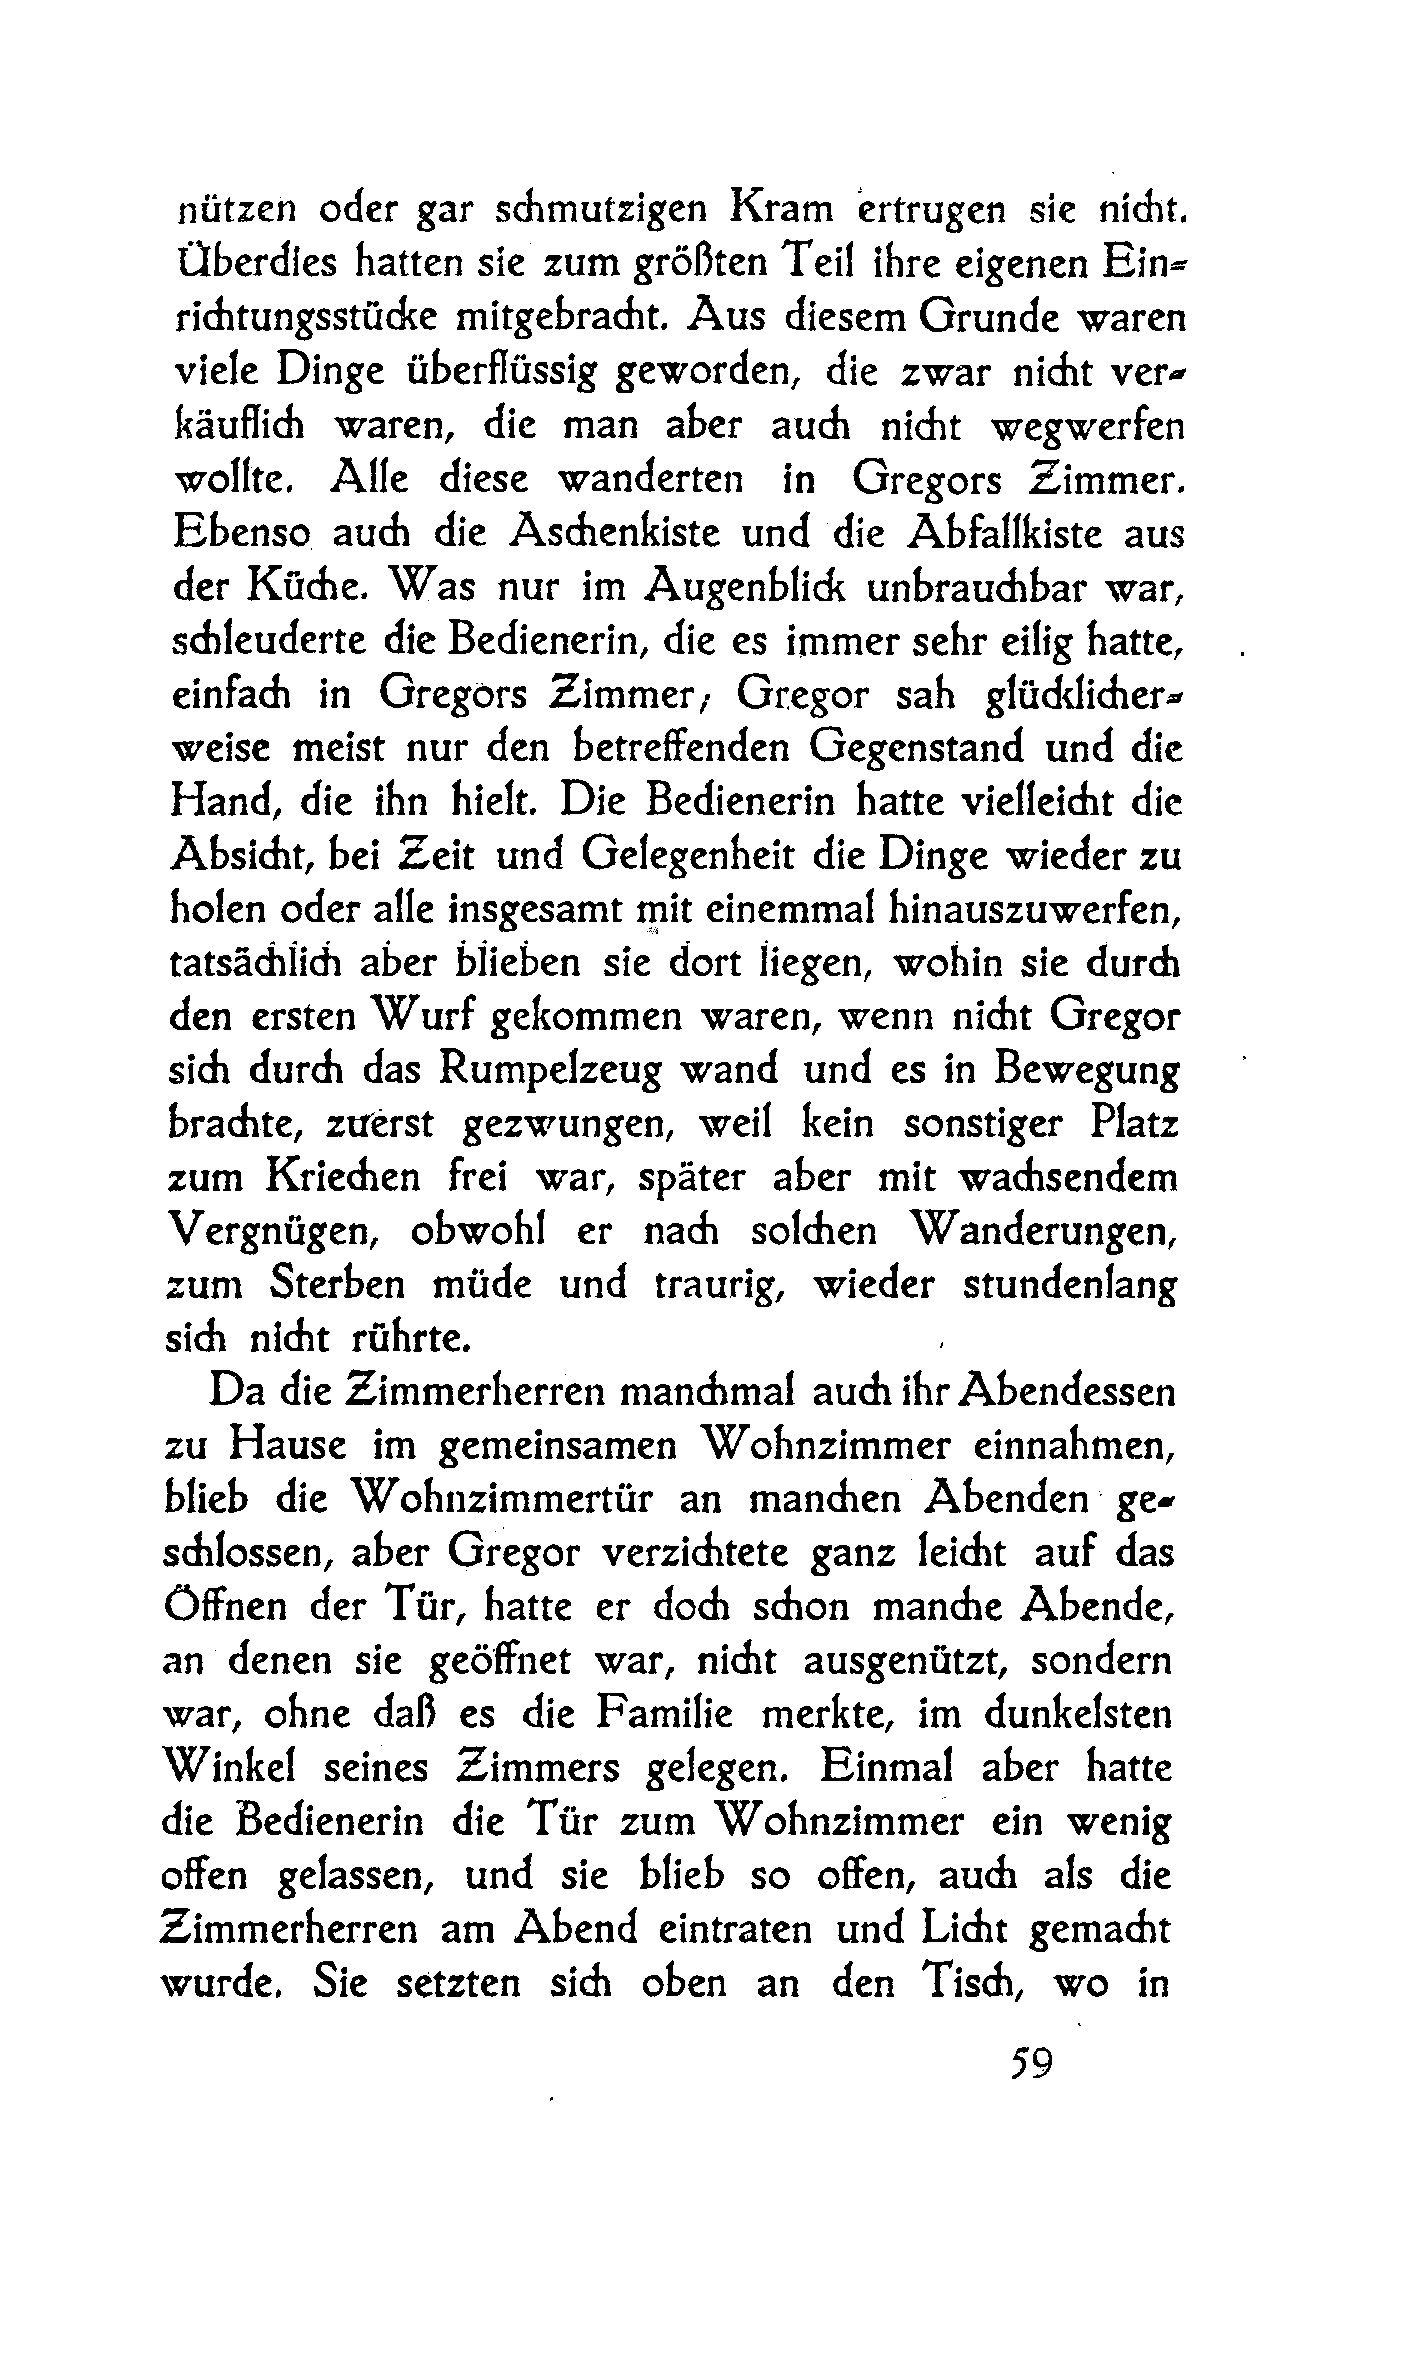 nützen oder gar schmutzigen Kram ertrugen sie nicht.
Überdies hatten sie zum größten Teil ihre eigenen Ein-
richtungsstücke mitgebracht. Aus diesem Grunde waren
viele Dinge überflüssig geworden, die zwar nicht ver-
käuflich waren, die man aber auch nicht wegwerfen
wollte. Alle diese wanderten in Gregors Zimmer.
Ebenso auch die Aschenkiste und die Abfallkiste aus
der Küche. Was nur im Augenblick unbrauchbar war,
schleuderte die Bedienerin, die es immer sehr eilig hatte,
einfach in Gregors Zimmer; Gregor sah glücklicher-
weise meist nur den betreffenden Gegenstand und die
Hand, die ihn hielt. Die Bedienerin hatte vielleicht die
Absicht, bei Zeit und Gelegenheit die Dinge wieder zu
holen oder alle insgesamt mit einemmal hinauszuwerfen,
tatsächlich aber blieben sie dort liegen, wohin sie durch
den ersten Wurf gekommen waren, wenn nicht Gregor
sich durch das Rumpelzeug wand und es in Bewegung
brachte, zuerst gezwungen, weil kein sonstiger Platz
zum Kriechen frei war, später aber mit wachsendem
Vergnügen, obwohl er nach solchen Wanderungen,
zum Sterben müde und traurig, wieder stundenlang
sich nicht rührte.
Da die Zimmerherren manchmal auch ihr Abendessen
zu Hause im gemeinsamen Wohnzimmer einnahmen,
blieb die Wohnzimmertür an manchen Abenden ge-
schlossen, aber Gregor verzichtete ganz leicht auf das
Öffnen der Tür, hatte er doch schon manche Abende,
an denen sie geöffnet war, nicht ausgenützt, sondern
war, ohne daß es die Familie merkte, im dunkelsten
Winkel seines Zimmers gelegen. Einmal aber hatte
die Bedienerin die Tür zum Wohnzimmer ein wenig
offen gelassen, und sie blieb so offen, auch als die
Zimmerherren am Abend eintraten und Licht gemacht
wurde. Sie setzten sich oben an den Tisch, wo in
59